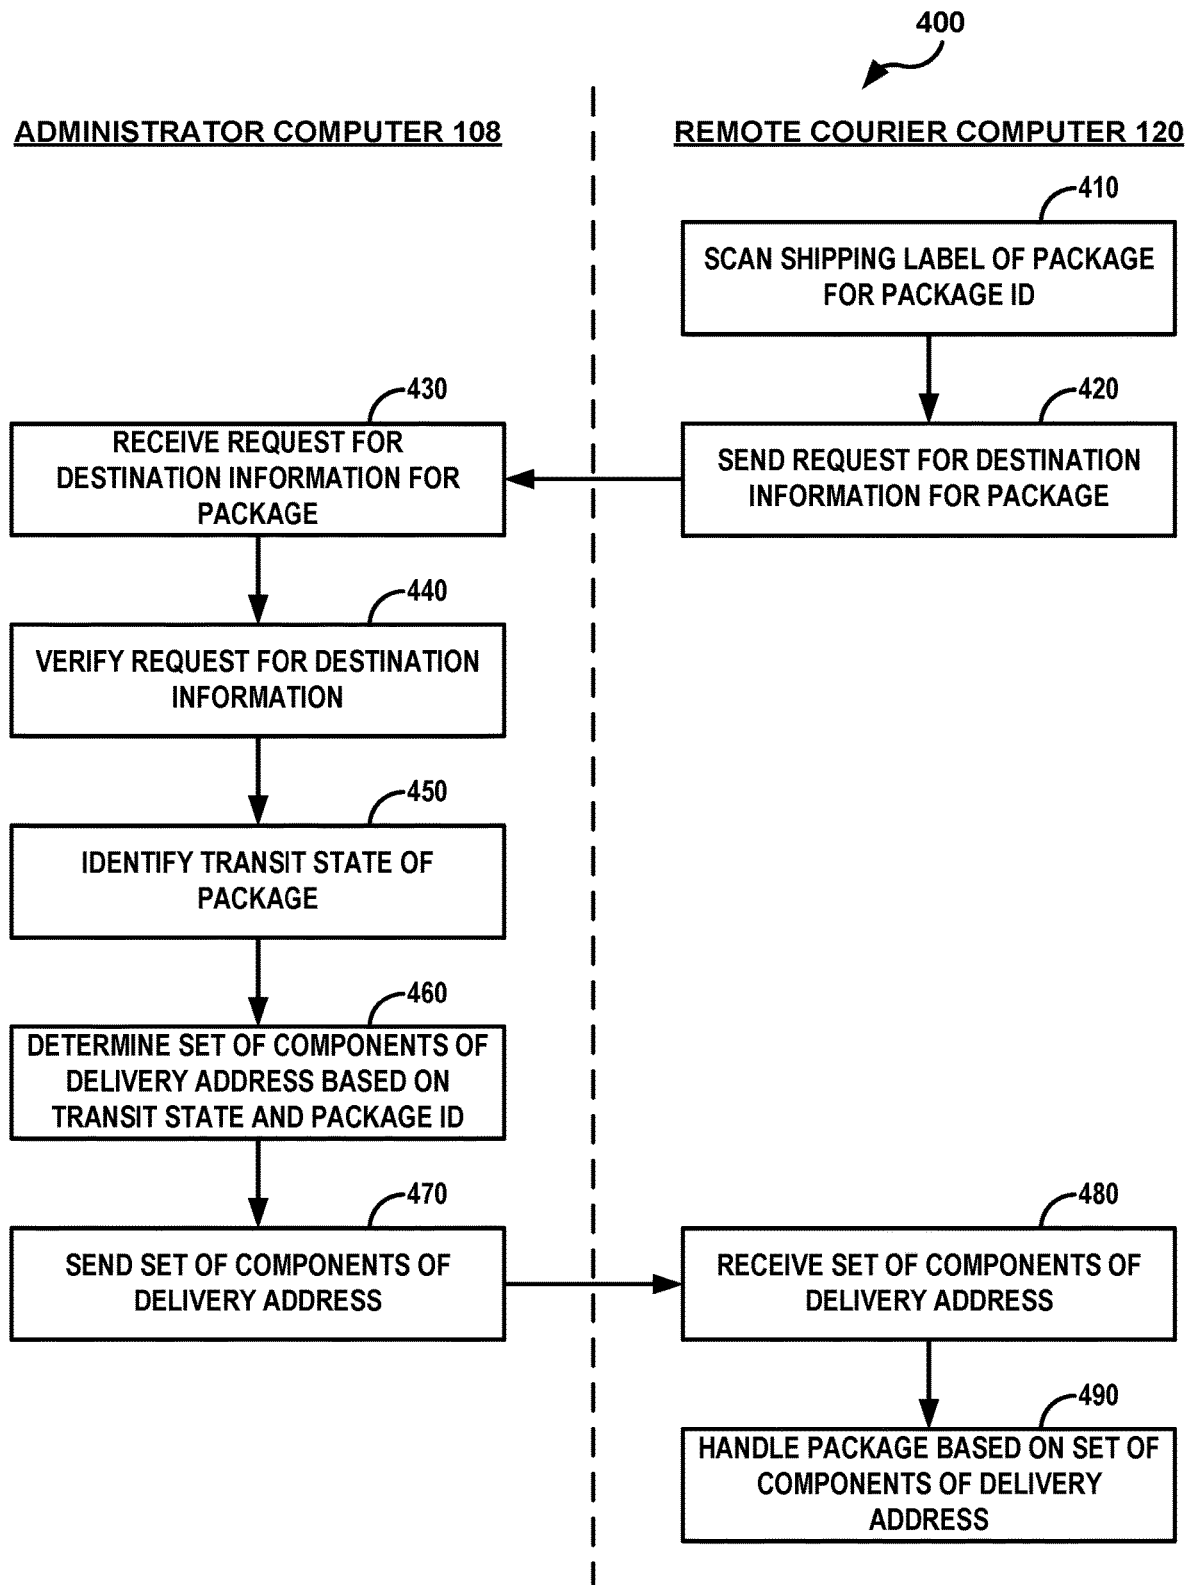 400
ADMINISTRATOR COMPUTER 108
REMOTE COURIER COMPUTER 120
410
SCAN SHIPPING LABEL OF PACKAGE
FOR PACKAGE ID
420
SEND REQUEST FOR DESTINATION
INFORMATION FOR PACKAGE
430
RECEIVE REQUEST FOR
DESTINATION INFORMATION FOR
PACKAGE
440
VERIFY REQUEST FOR DESTINATION
INFORMATION
450
IDENTIFY TRANSIT STATE OF
PACKAGE
460
DETERMINE SET OF COMPONENTS OF
DELIVERY ADDRESS BASED ON
TRANSIT STATE AND PACKAGE ID
470
SEND SET OF COMPONENTS OF
DELIVERY ADDRESS
480
RECEIVE SET OF COMPONENTS OF
DELIVERY ADDRESS
490
HANDLE PACKAGE BASED ON SET OF
COMPONENTS OF DELIVERY
ADDRESS